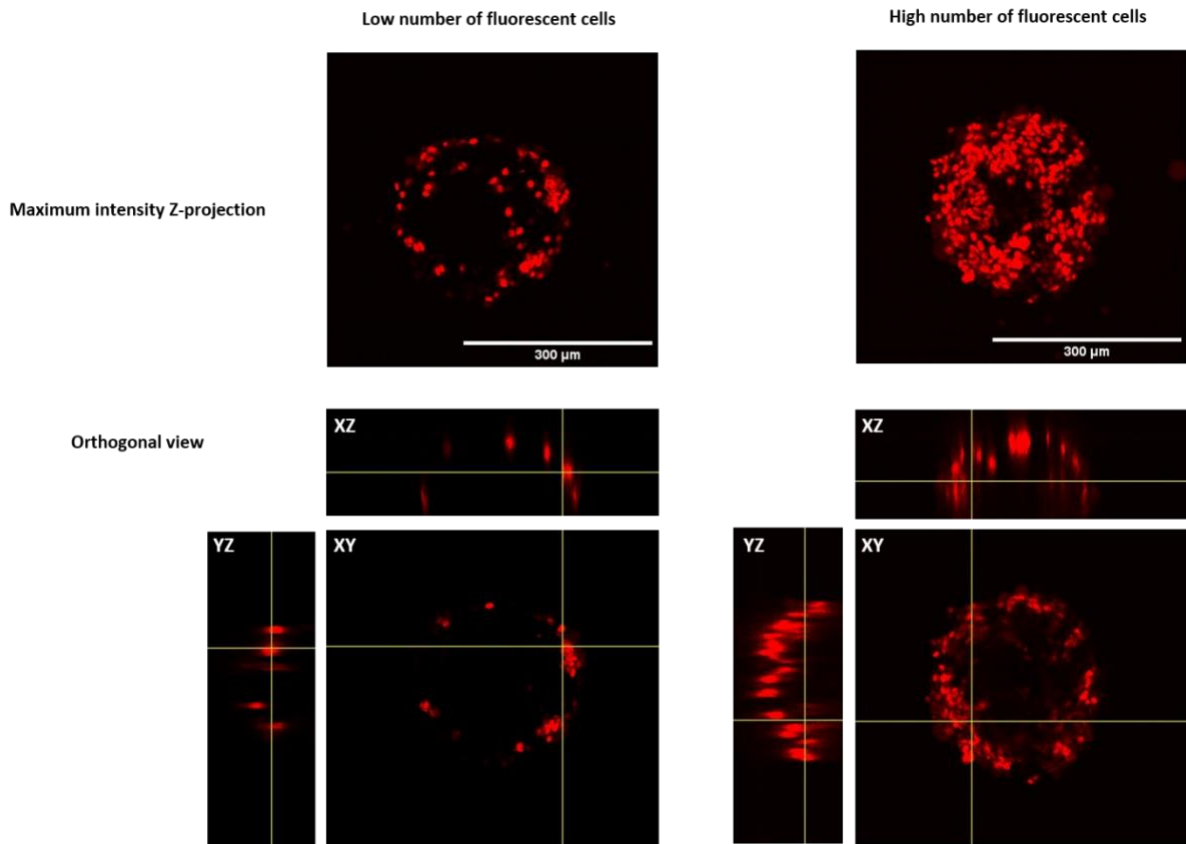 Low number of fluorescent cells
High number of fluorescent cells
Maximum intensity Z-projection
300 µm
300 µm
Orthogonal view
XZ
XZ
YZ
XY
YZ
XY